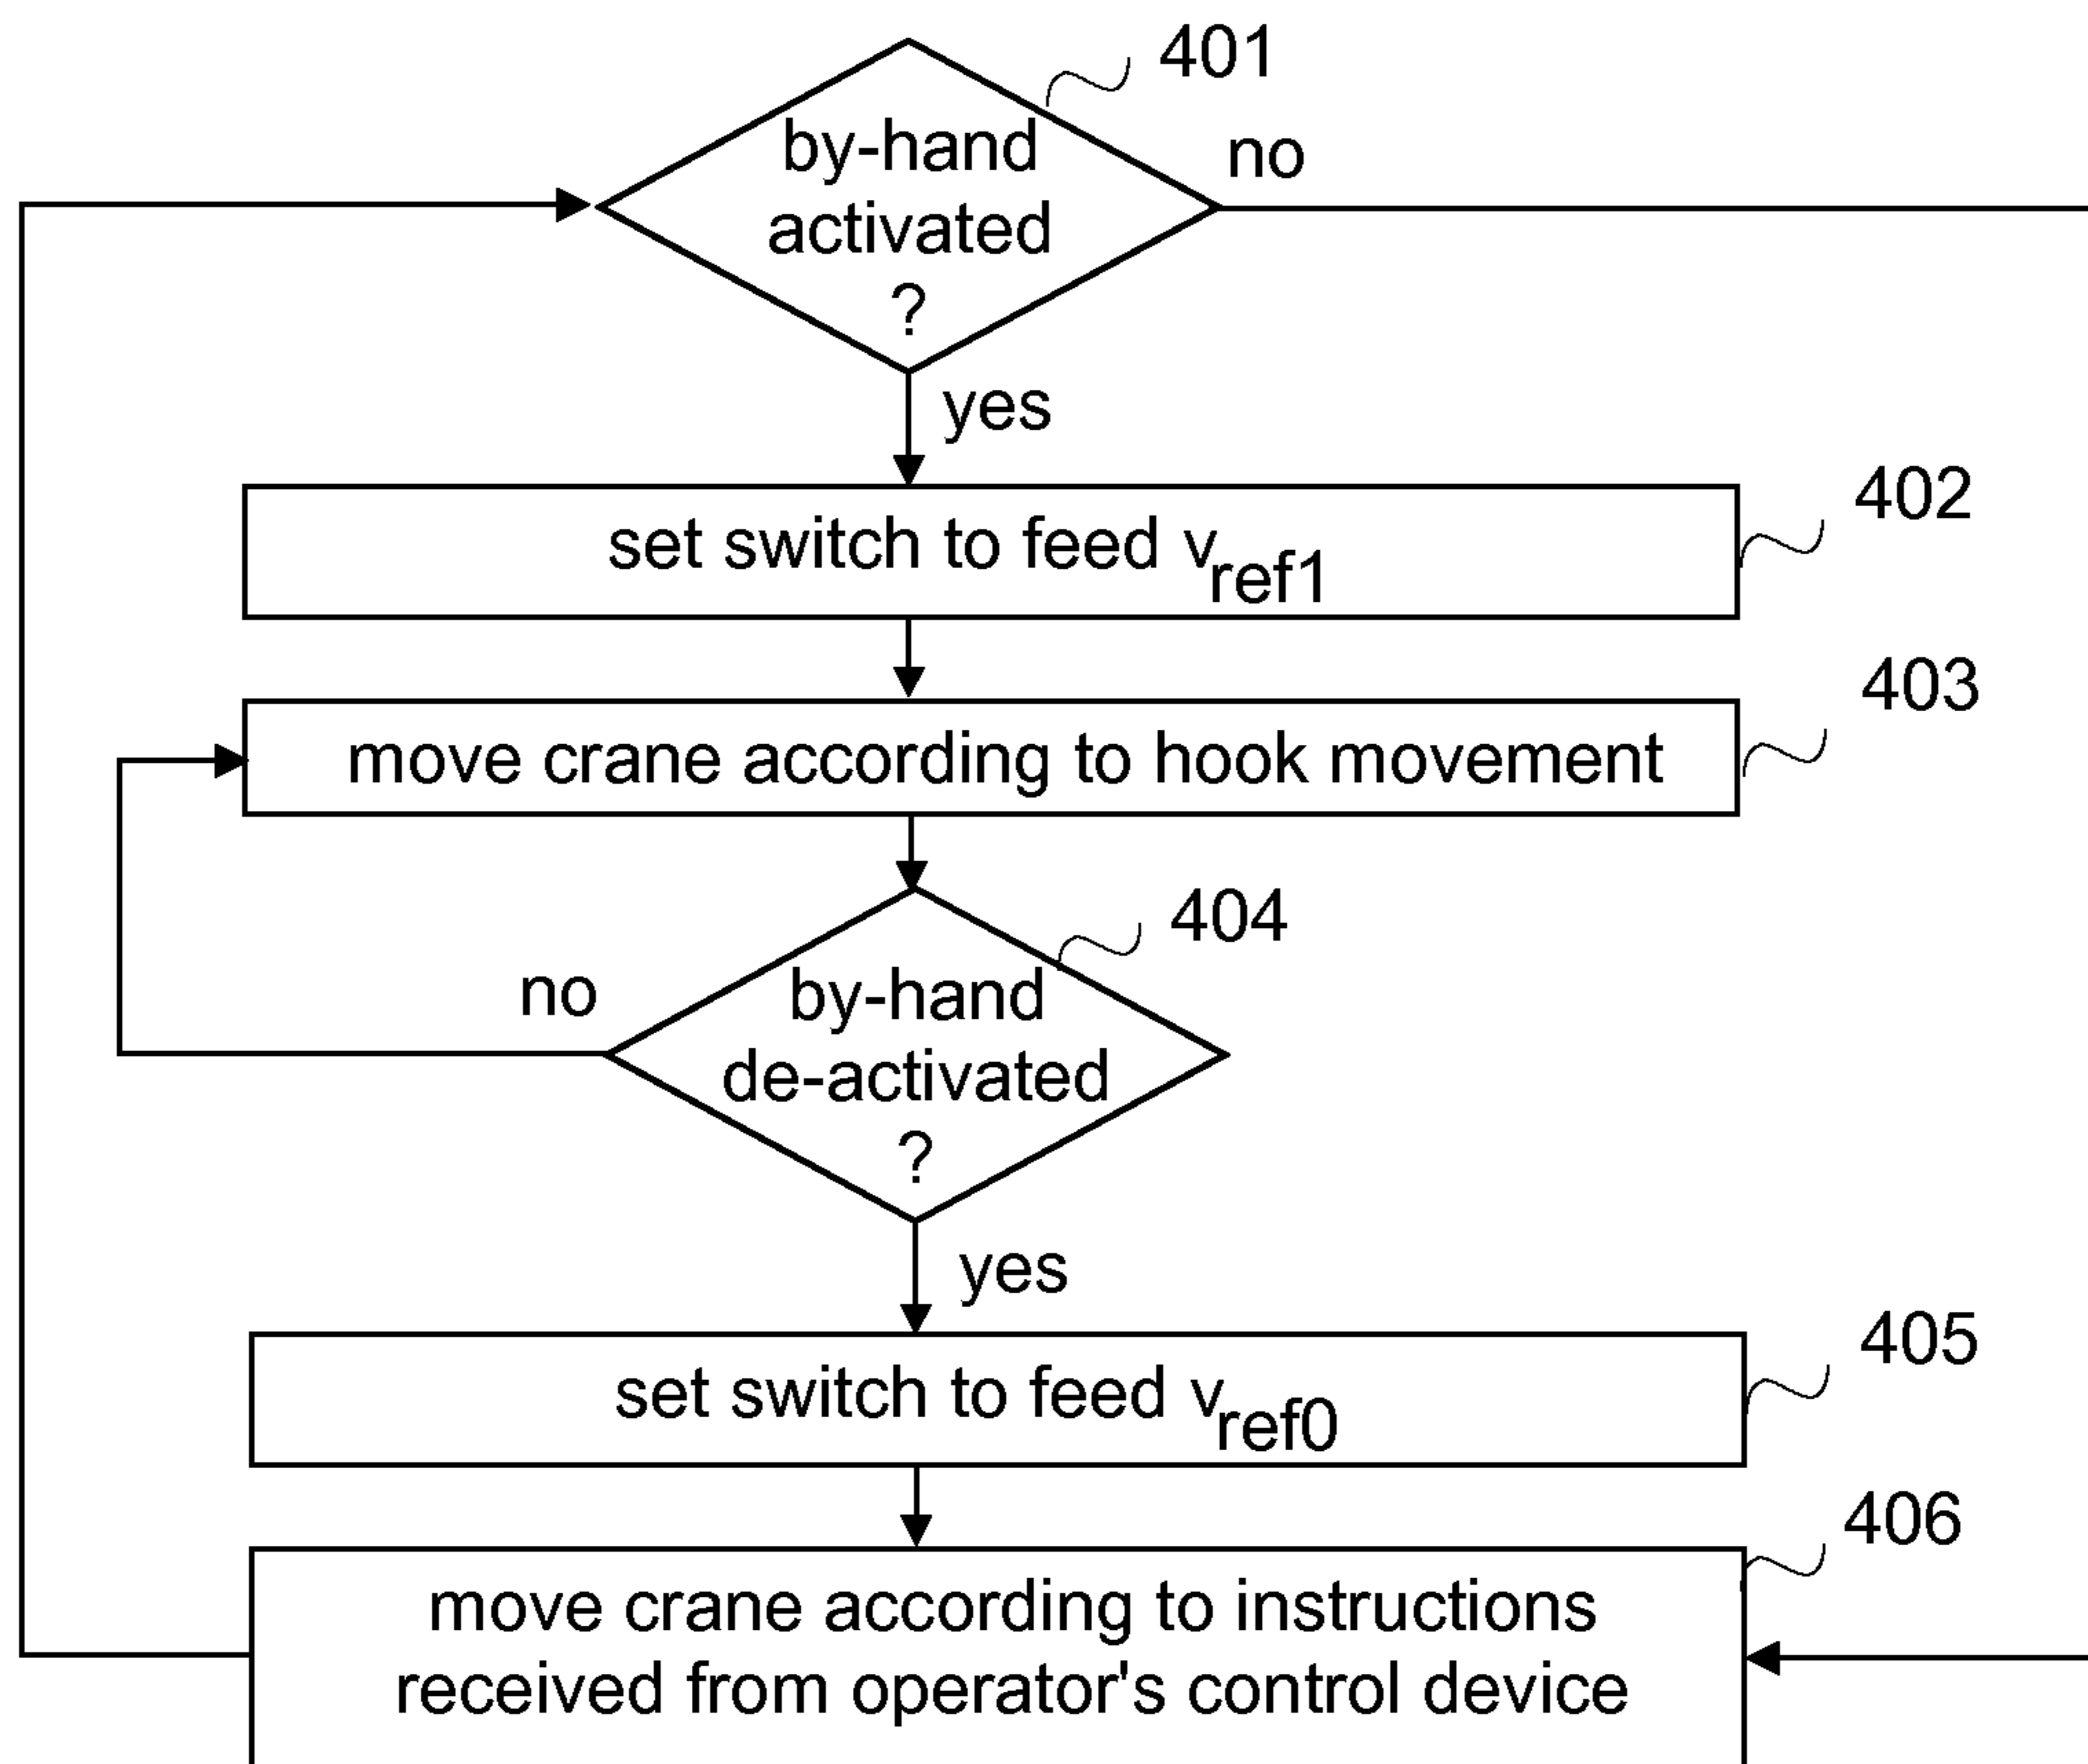 401
by-hand
activated
?
no
yes
402
set switch to feed vref1
403
move crane according to hook movement
404
by-hand
de-activated
?
no
yes
405
set switch to feed vref0
406
move crane according to instructions
received from operator's control device